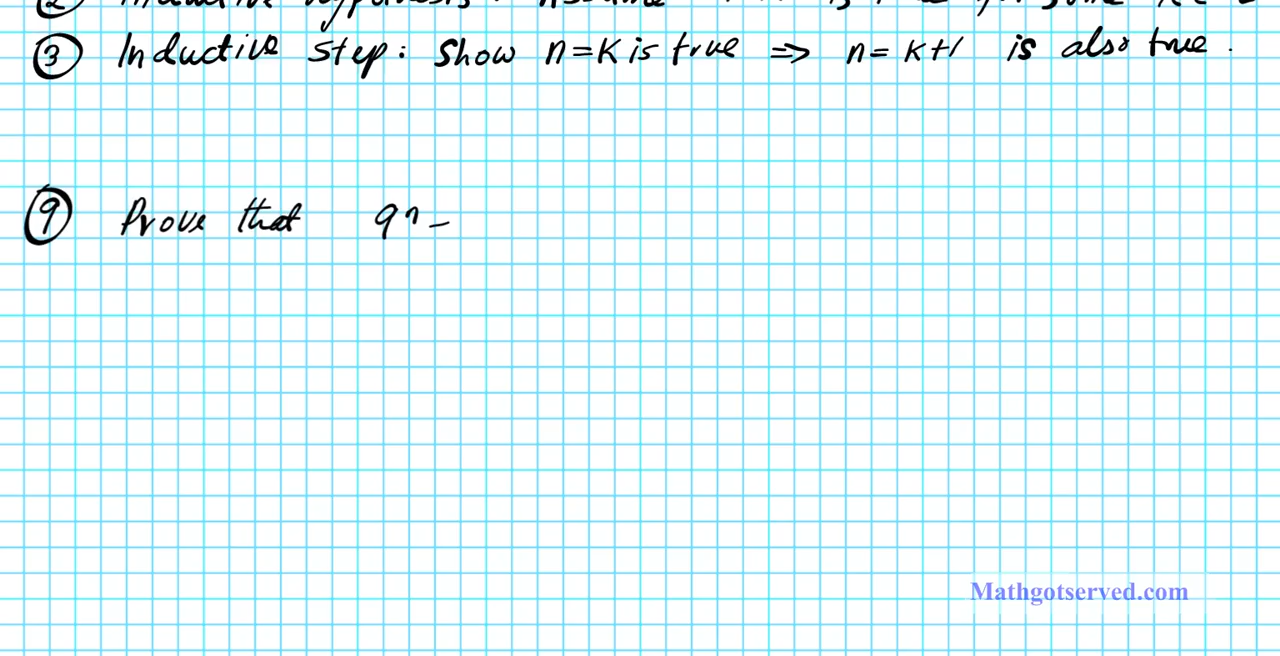 ③ Inductive step: Show n=k is true ⇒ n=k+1 is also true.
⑨ Prove that 9ⁿ −
Mathgotserved.com